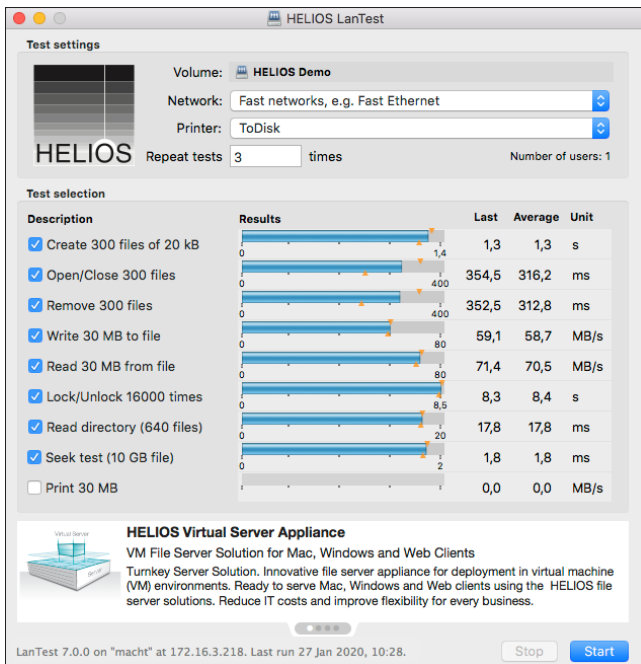 HELIOS LanTest
Test settings
HELIOS
Volume: HELIOS Demo
Network: Fast networks, e.g. Fast Ethernet
Printer: ToDisk
Repeat tests 3 times Number of users: 1
Test selection
Description Results Last Average Unit
Create 300 files of 20 kB 0 1,4 1,3 1,3 s
Open/Close 300 files 0 400 354,5 316,2 ms
Remove 300 files 0 400 352,5 312,8 ms
Write 30 MB to file 0 80 59,1 58,7 MB/s
Read 30 MB from file 0 80 71,4 70,5 MB/s
Lock/Unlock 16000 times 0 8,5 8,3 8,4 s
Read directory (640 files) 0 20 17,8 17,8 ms
Seek test (10 GB file) 0 2 1,8 1,8 ms
Print 30 MB 0,0 0,0 MB/s
Virtual Server
Server
HELIOS Virtual Server Appliance
VM File Server Solution for Mac, Windows and Web Clients
Turnkey Server Solution. Innovative file server appliance for deployment in virtual machine
(VM) environments. Ready to serve Mac, Windows and Web clients using the HELIOS file
server solutions. Reduce IT costs and improve flexibility for every business.
LanTest 7.0.0 on "macht" at 172.16.3.218. Last run 27 Jan 2020, 10:28.
Stop Start